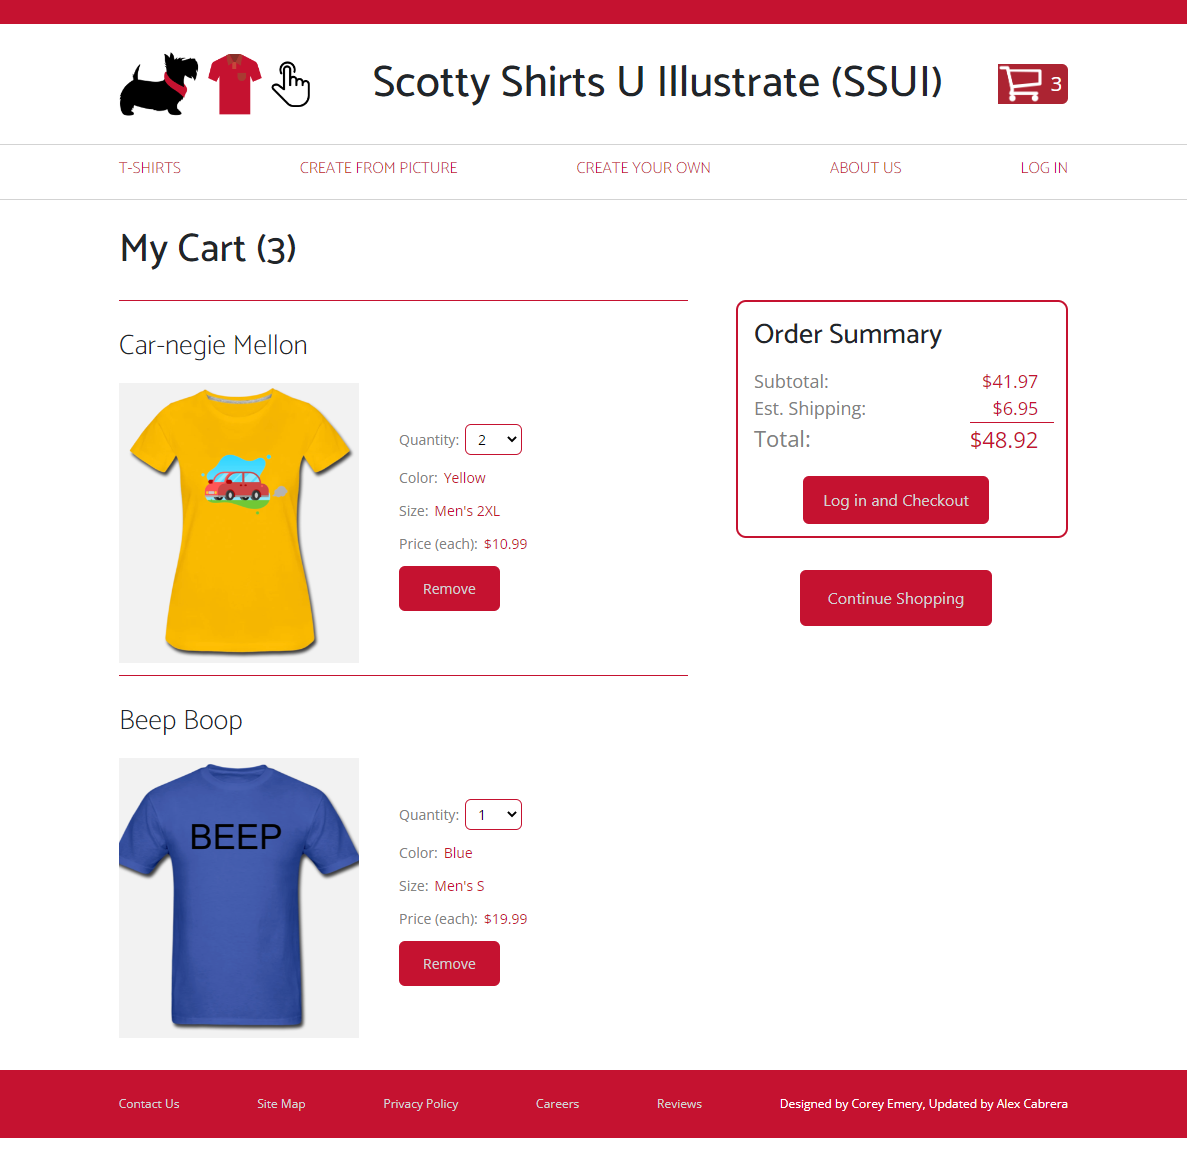 Scotty Shirts U Illustrate (SSUI)
3
T-SHIRTS CREATE FROM PICTURE CREATE YOUR OWN ABOUT US LOG IN
My Cart (3)
Car-negie Mellon
Quantity: 2
Color: Yellow
Size: Men's 2XL
Price (each): $10.99
Remove
Beep Boop
BEEP
Quantity: 1
Color: Blue
Size: Men's S
Price (each): $19.99
Remove
Order Summary
Subtotal: $41.97
Est. Shipping: $6.95
Total: $48.92
Log in and Checkout
Continue Shopping
Contact Us Site Map Privacy Policy Careers Reviews Designed by Corey Emery, Updated by Alex Cabrera